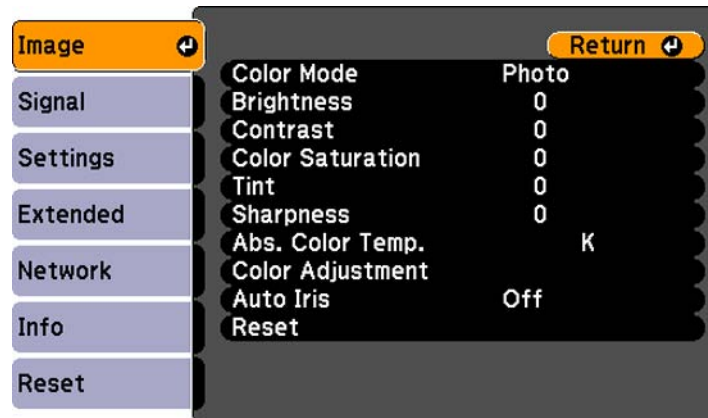 Image
Signal
Settings
Extended
Network
Info
Reset
Return
Color Mode Photo
Brightness 0
Contrast 0
Color Saturation 0
Tint 0
Sharpness 0
Abs. Color Temp. K
Color Adjustment
Auto Iris Off
Reset